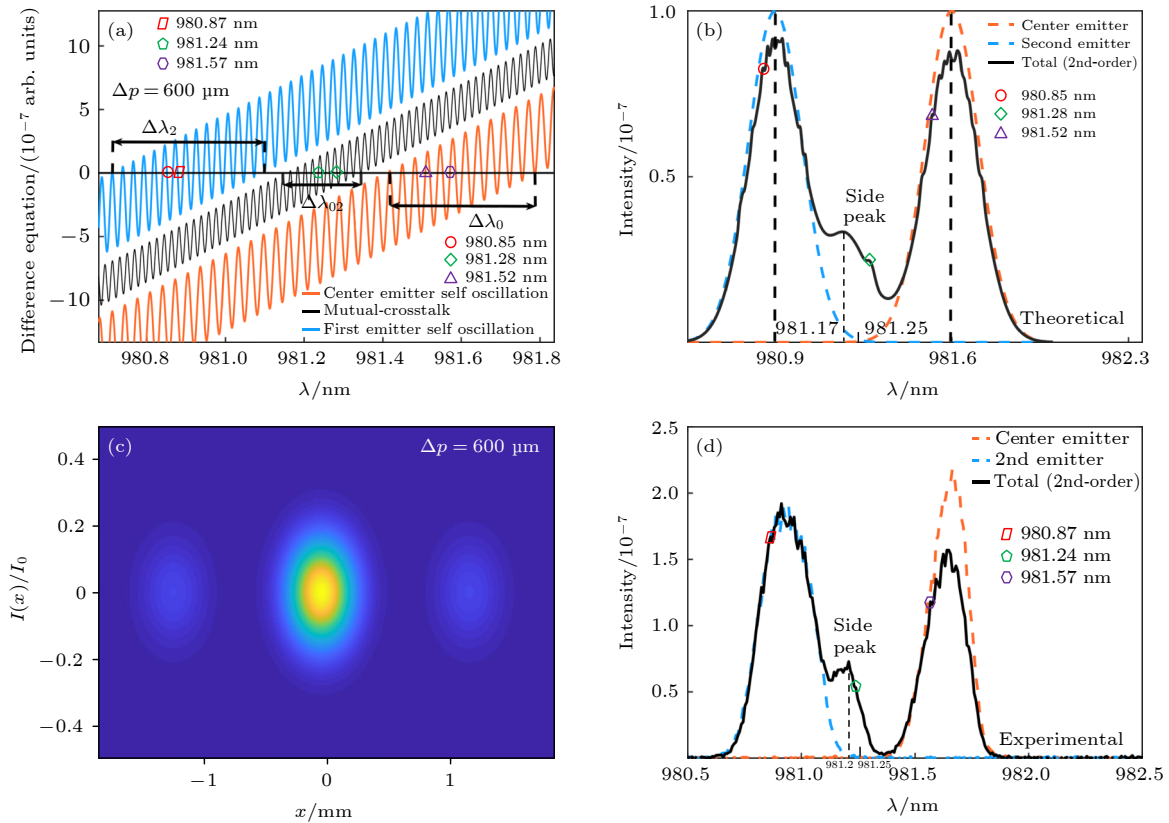 (a)
980.87 nm
981.24 nm
981.57 nm
Δp = 600 µm
Δλ2
Δλ02
Δλ0
980.85 nm
981.28 nm
981.52 nm
Center emitter self oscillation
Mutual-crosstalk
First emitter self oscillation
10
5
0
−5
−10
Difference equation/(10−7 arb. units)
980.8
981.0
981.2
981.4
981.6
981.8
λ/nm
(b)
Center emitter
Second emitter
Total (2nd-order)
980.85 nm
981.28 nm
981.52 nm
Side
peak
981.17
981.25
Theoretical
1.0
0.5
0
Intensity/10−7
980.9
981.6
982.3
λ/nm
(c)
Δp = 600 µm
0.4
0.2
0
−0.2
−0.4
I(x)/I0
−1
0
1
x/mm
(d)
Center emitter
2nd emitter
Total (2nd-order)
980.87 nm
981.24 nm
981.57 nm
Side
peak
981.2
981.25
Experimental
2.5
2.0
1.5
1.0
0.5
0
Intensity/10−7
980.5
981.0
981.5
982.0
982.5
λ/nm